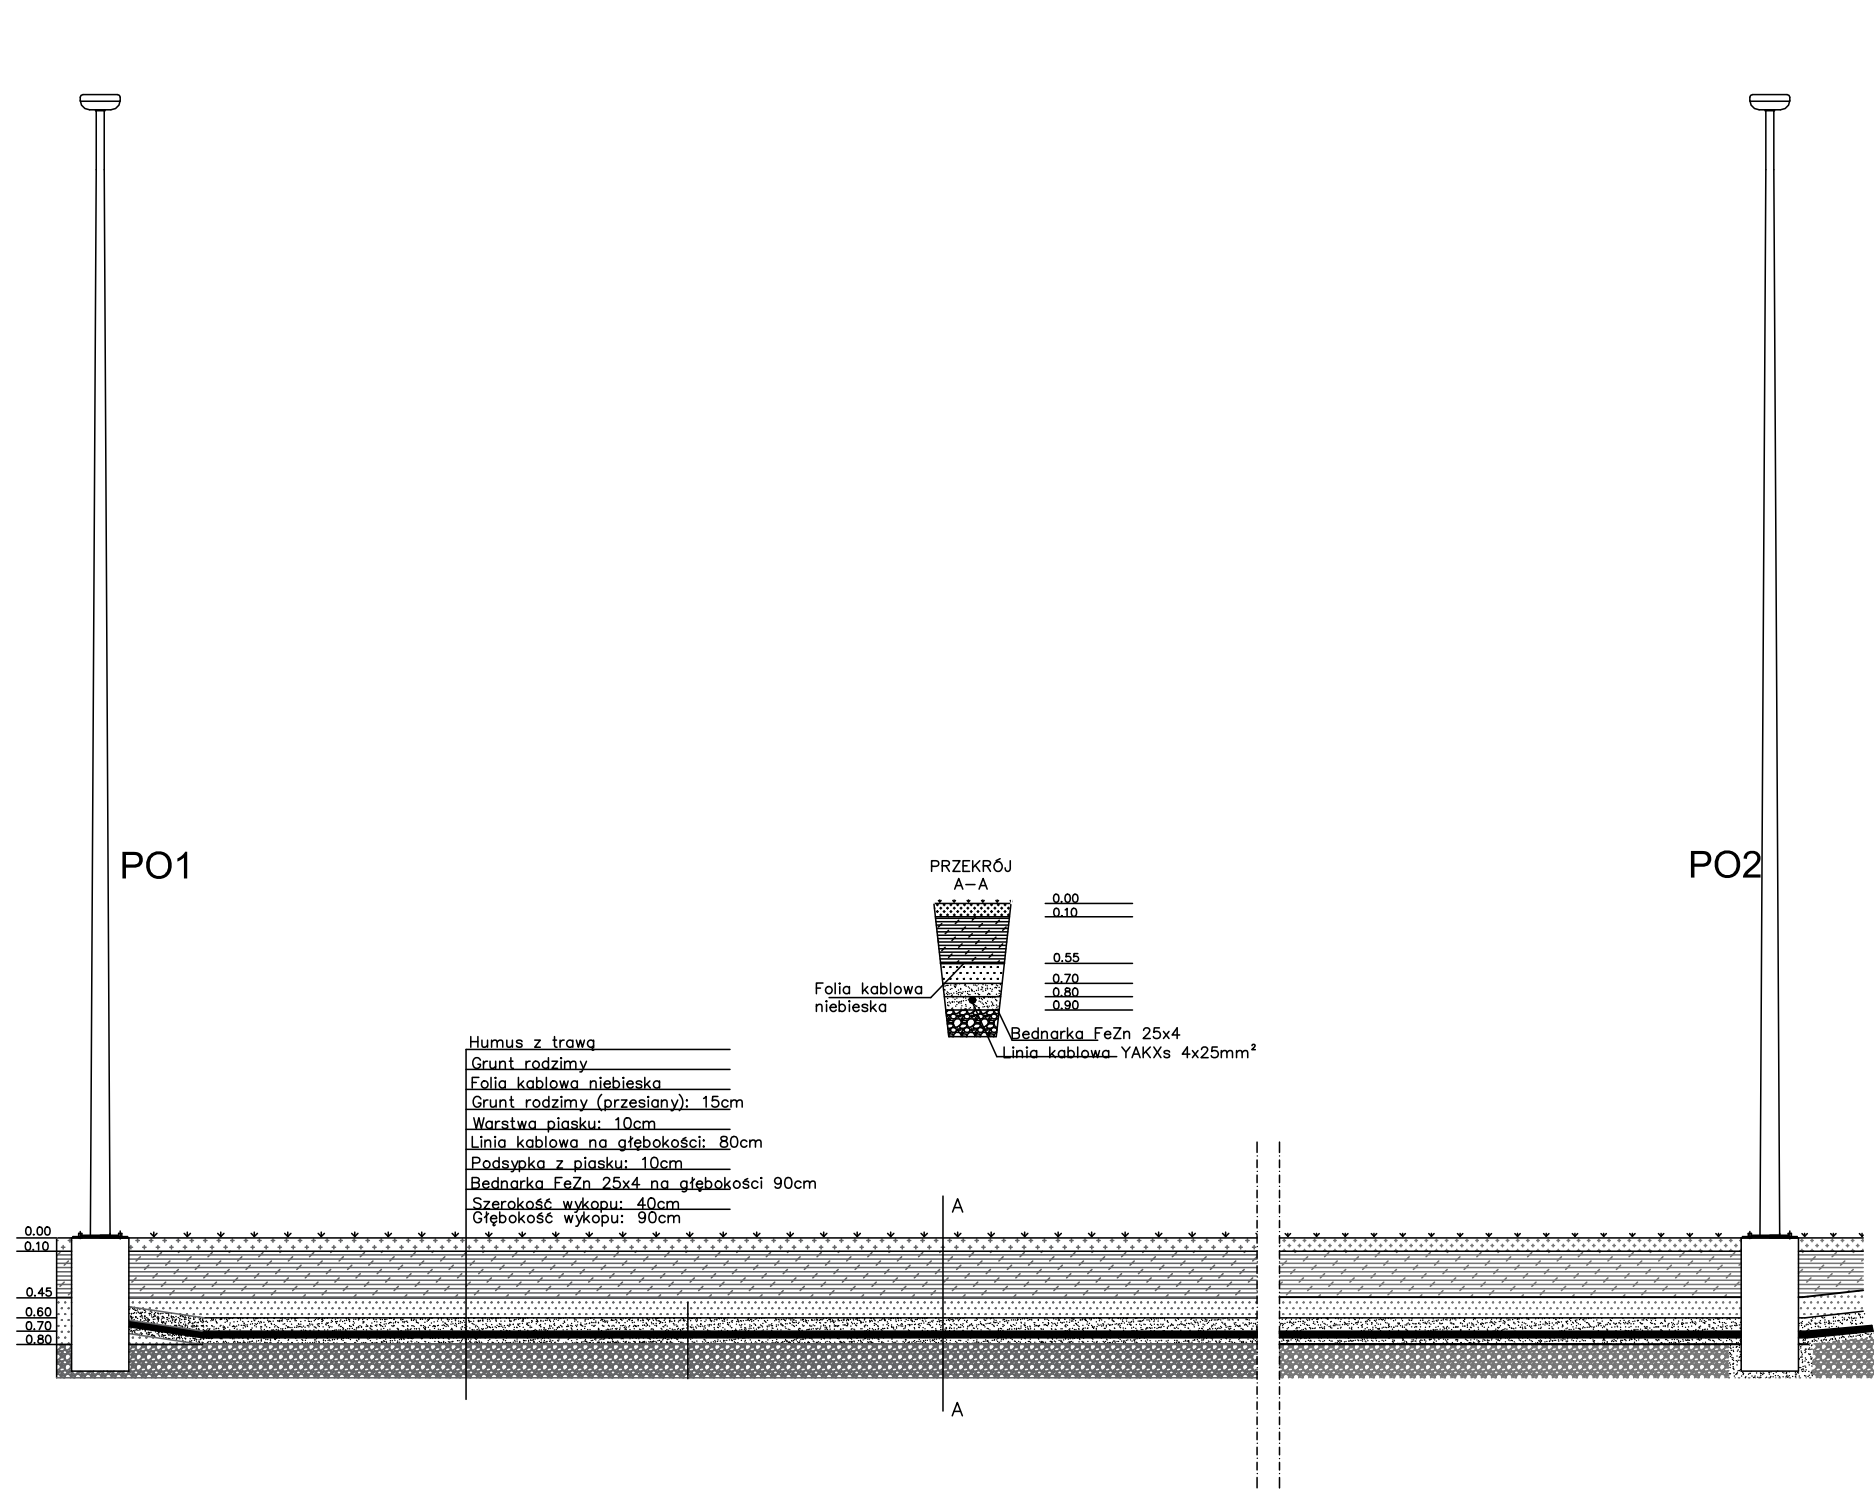 PO1
PO2
PRZEKRÓJ
A-A
0.00
0.10
0.55
0.70
0.80
0.90
Folia kablowa
niebieska
Bednarka FeZn 25x4
Linia kablowa YAKXs 4x25mm²
Humus z trawą
Grunt rodzimy
Folia kablowa niebieska
Grunt rodzimy (przesiany): 15cm
Warstwa piasku: 10cm
Linia kablowa na głębokości: 80cm
Podsypka z piasku: 10cm
Bednarka FeZn 25x4 na głębokości 90cm
Szerokość wykopu: 40cm
Głębokość wykopu: 90cm
A
0.00
0.10
0.45
0.60
0.70
0.80
A